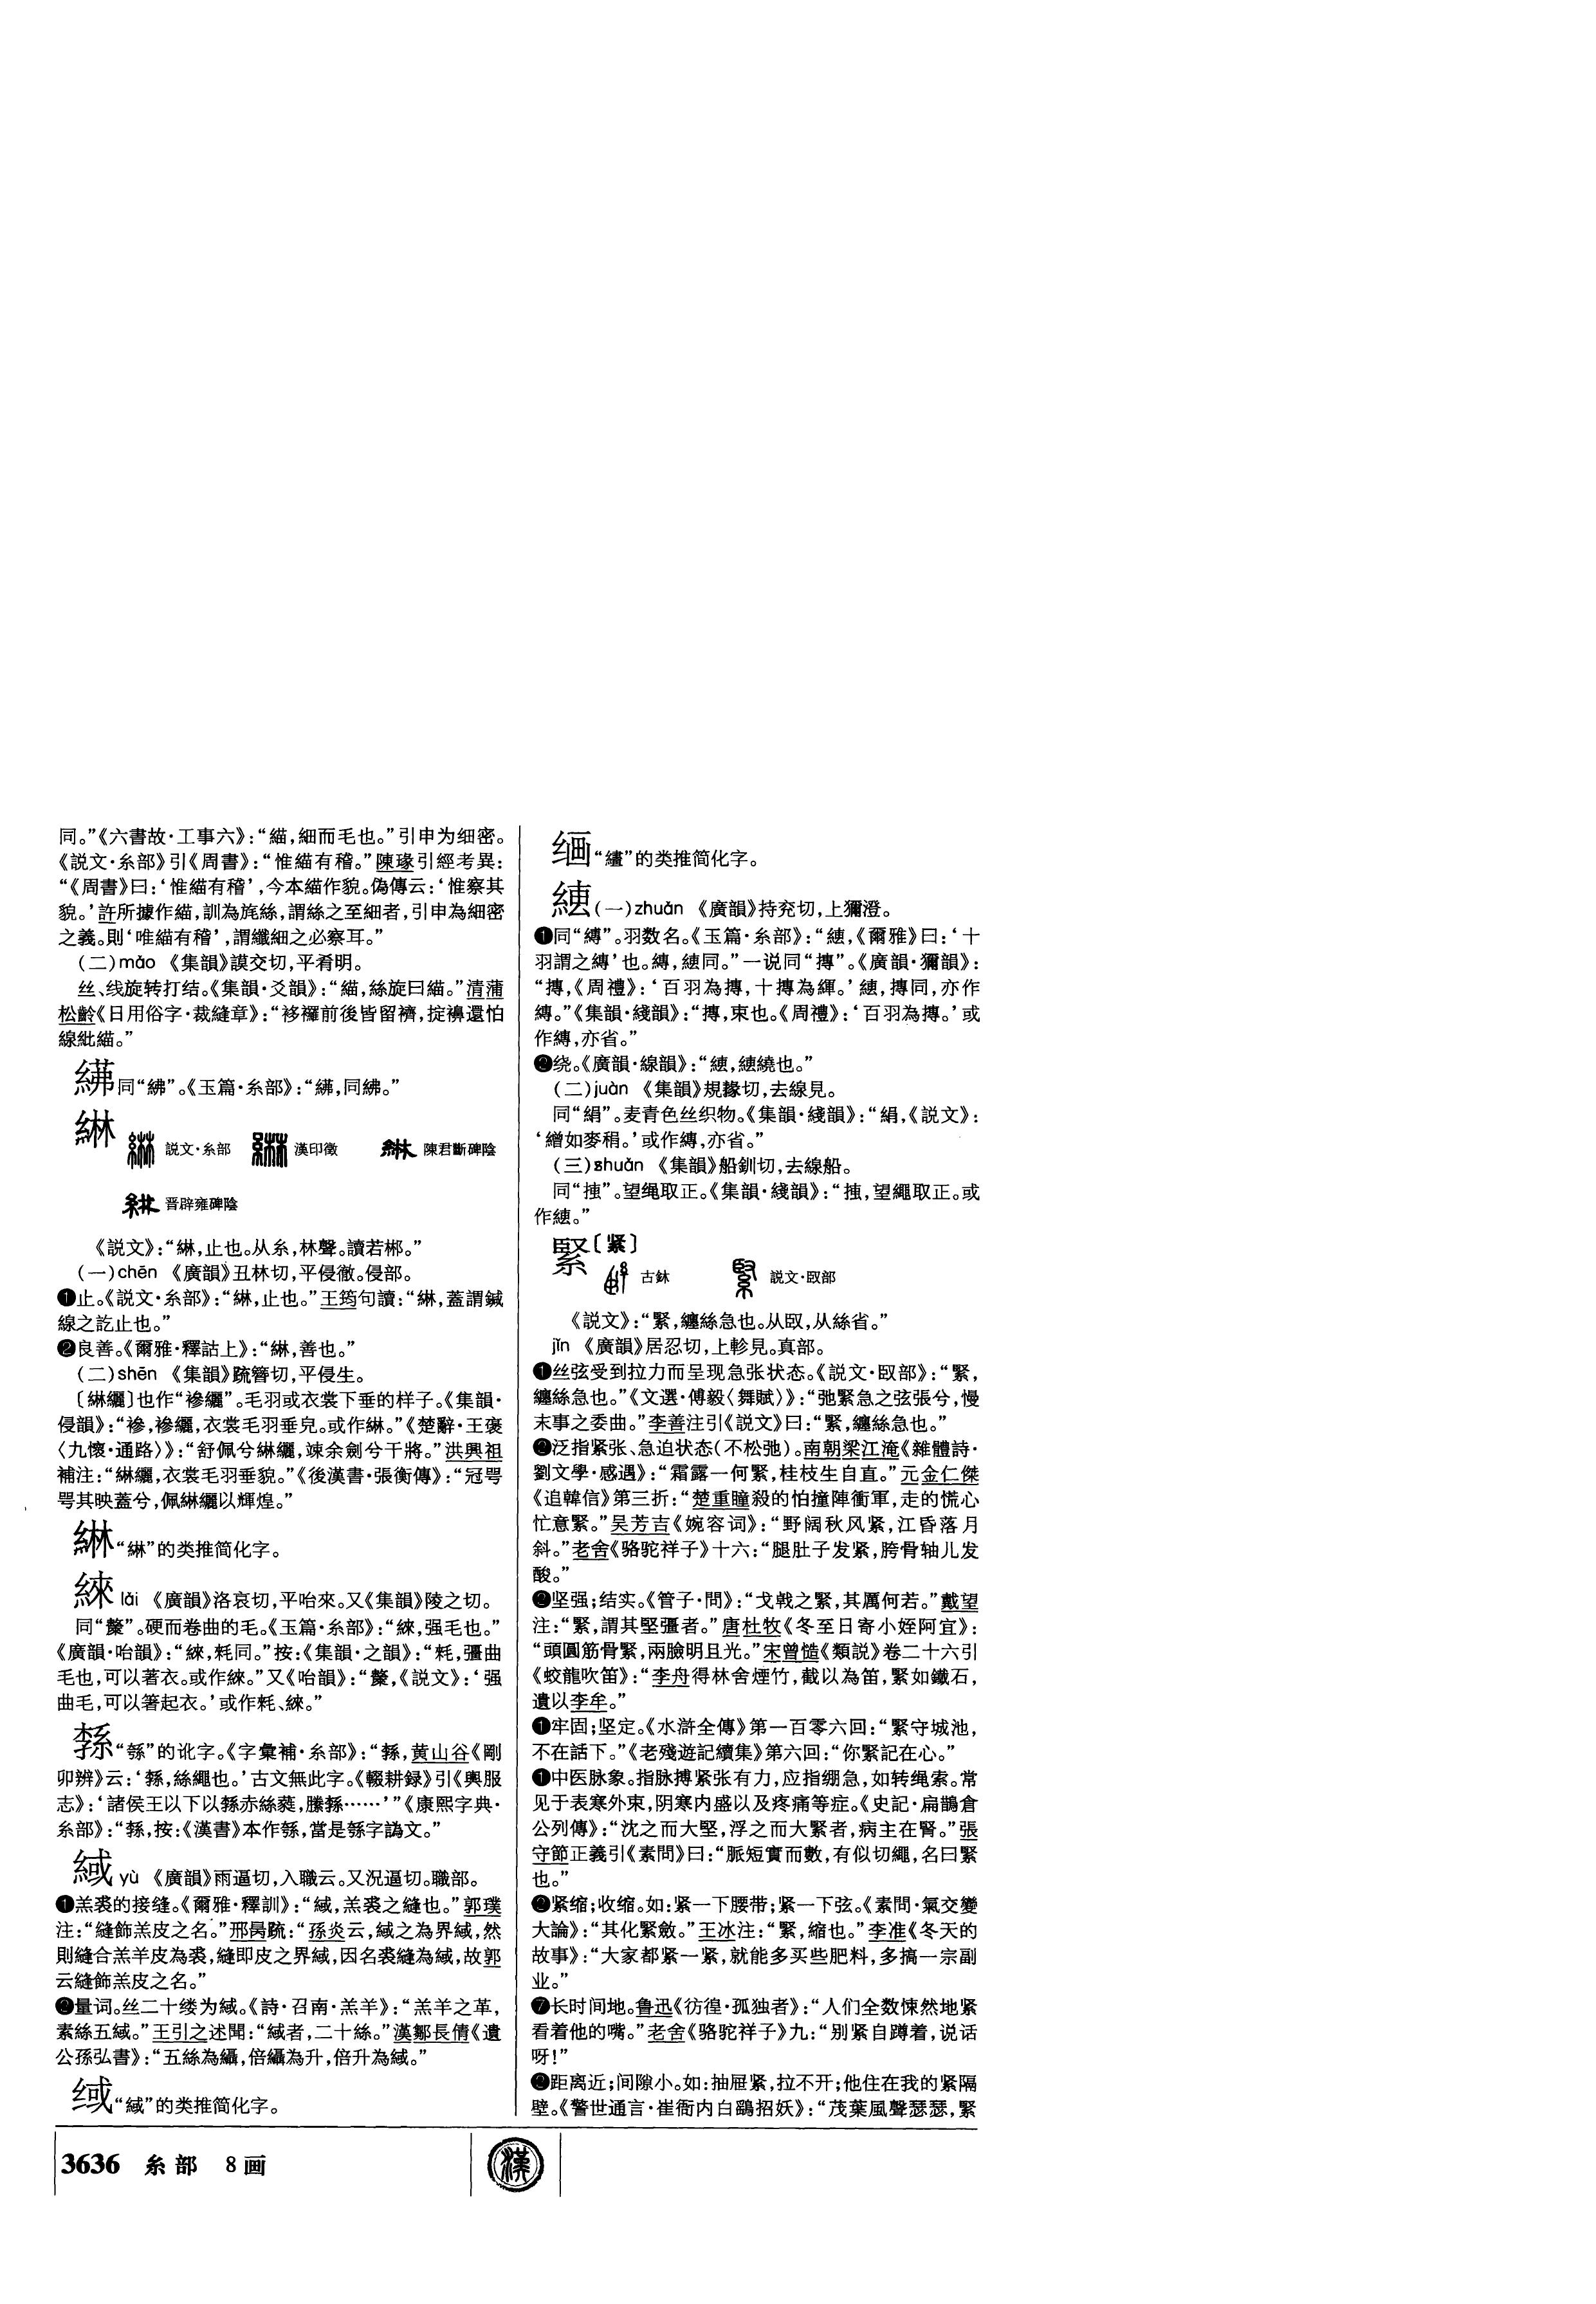 同。”《六書故·工事六》：“緢，細而毛也。”引申为细密。
《説文·糸部》引《周書》：“惟緢有稽。”陳瑑引經考異：
“《周書》曰：‘惟緢有稽’，今本緢作貌。偽傳云：‘惟察其
貌。’許所據作緢，訓為旄絲，謂絲之至細者，引申為細密
之義。則‘唯緢有稽’，謂纖細之必察耳。”
（二）mǎo 《集韻》謨交切，平肴明。
丝、线旋转打结。《集韻·爻韻》：“緢，絲旋曰緢。”清蒲
松齡《日用俗字·裁縫章》：“袳襬前後皆留𧞓，掟𧝓還怕
線紕緢。”
同“紼”。《玉篇·糸部》：“，同紼。”
綝
説文·糸部 漢印徵 陳君斷碑陰
晋辟雍碑陰
《説文》：“綝，止也。从糸，林聲。讀若郴。”
（一）chēn 《廣韻》丑林切，平侵徹。侵部。
❶止。《説文·糸部》：“綝，止也。”王筠句讀：“綝，蓋謂鍼
線之訖止也。”
❷良善。《爾雅·釋詁上》：“綝，善也。”
（二）shēn 《集韻》疏簪切，平侵生。
〔綝纚〕也作“襂纚”。毛羽或衣裳下垂的样子。《集韻·
侵韻》：“襂，襂纚，衣裳毛羽垂皃。或作綝。”《楚辭·王褒
〈九懷·通路〉》：“舒佩兮綝纚，竦余劍兮干將。”洪興祖
補注：“綝纚，衣裳毛羽垂貌。”《後漢書·張衡傳》：“冠咢
咢其映蓋兮，佩綝纚以輝煌。”
“綝”的类推简化字。
綀 lǎi 《廣韻》洛哀切，平咍來。又《集韻》陵之切。
同“氂”。硬而卷曲的毛。《玉篇·糸部》：“，强毛也。”
《廣韻·咍韻》：“，㲓同。”按：《集韻·之韻》：“㲓，彊曲
毛也，可以著衣。或作。”又《咍韻》：“氂，《説文》：‘强
曲毛，可以箸起衣。’或作㲓、。”
“”的讹字。《字彙補·糸部》：“，黄山谷《剛
卯辨》云：‘，絲繩也。’古文無此字。《輟耕録》引《輿服
志》：‘諸侯王以下以赤絲蕤，縢……’”《康熙字典·
糸部》：“，按：《漢書》本作，當是字譌文。”
緎 yù 《廣韻》雨逼切，入職云。又況逼切。職部。
❶羔裘的接缝。《爾雅·釋訓》：“緎，羔裘之縫也。”郭璞
注：“縫飾羔皮之名。”邢昺疏：“孫炎云，緎之為界緎，然
則縫合羔羊皮為裘，縫即皮之界緎，因名裘縫為緎，故郭
云縫飾羔皮之名。”
❷量词。丝二十缕为緎。《詩·召南·羔羊》：“羔羊之革，
素絲五緎。”王引之述聞：“緎者，二十絲。”漢鄒長倩《遺
公孫弘書》：“五絲為䌰，倍䌰為升，倍升為緎。”
“緎”的类推简化字。
缅“”的类推简化字。
（一）zhuǎn 《廣韻》持兖切，上獮澄。
❶同“縳”。羽数名。《玉篇·糸部》：“，《爾雅》曰：‘十
羽謂之縳’也。縳，同。”一说同“摶”。《廣韻·獮韻》：
“摶，《周禮》：‘百羽為摶，十摶為緷。’，摶同，亦作
縳。”《集韻·綫韻》：“摶，束也。《周禮》：‘百羽為摶。’或
作縳，亦省。”
❷绕。《廣韻·線韻》：“，繞也。”
（二）juàn 《集韻》規掾切，去線見。
同“絹”。麦青色丝织物。《集韻·綫韻》：“絹，《説文》：
‘繒如麥稍。’或作縳，亦省。”
（三）shuǎn 《集韻》船釧切，去線船。
同“”。望绳取正。《集韻·綫韻》：“，望繩取正。或
作。”
緊〔紧〕
古鉥 説文·臤部
《説文》：“緊，纏絲急也。从臤，从絲省。”
jǐn 《廣韻》居忍切，上軫見。真部。
❶丝弦受到拉力而呈现急张状态。《説文·臤部》：“緊，
纏絲急也。”《文選·傅毅〈舞賦〉》：“弛緊急之弦張兮，慢
末事之委曲。”李善注引《説文》曰：“緊，纏絲急也。”
❷泛指紧张、急迫状态（不松弛）。南朝梁江淹《雜體詩·
劉文學·感遇》：“霜露一何緊，桂枝生自直。”元金仁傑
《追韓信》第三折：“楚重瞳殺的怕撞陣衝軍，走的慌心
忙意緊。”吴芳吉《婉容词》：“野阔秋风紧，江昏落月
斜。”老舍《骆驼祥子》十六：“腿肚子发紧，胯骨轴儿发
酸。”
❷坚强；结实。《管子·問》：“戈戟之緊，其厲何若。”戴望
注：“緊，謂其堅彊者。”唐杜牧《冬至日寄小姪阿宜》：
“頭圓筋骨緊，兩臉明且光。”宋曾慥《類説》卷二十六引
《蛟龍吹笛》：“李舟得林舍煙竹，截以為笛，緊如鐵石，
遺以李牟。”
❶牢固；坚定。《水滸全傳》第一百零六回：“緊守城池，
不在話下。”《老殘遊記續集》第六回：“你緊記在心。”
❶中医脉象。指脉搏紧张有力，应指绷急，如转绳索。常
见于表寒外束，阴寒内盛以及疼痛等症。《史記·扁鵲倉
公列傳》：“沈之而大堅，浮之而大緊者，病主在腎。”張
守節正義引《素問》曰：“脈短實而數，有似切繩，名曰緊
也。”
❷紧缩；收缩。如：紧一下腰带；紧一下弦。《素問·氣交變
大論》：“其化緊斂。”王冰注：“緊，縮也。”李准《冬天的
故事》：“大家都紧一紧，就能多买些肥料，多搞一宗副
业。”
❼长时间地。鲁迅《彷徨·孤独者》：“人们全数悚然地紧
看着他的嘴。”老舍《骆驼祥子》九：“别紧自蹲着，说话
呀！”
❷距离近；间隙小。如：抽屉紧，拉不开；他住在我的紧隔
壁。《警世通言·崔衙内白鷂招妖》：“茂葉風聲瑟瑟，緊
3636 糸部 8画
漢